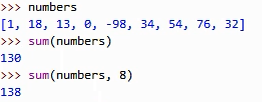 >>> numbers
[1, 18, 13, 0, -98, 34, 54, 76, 32]
>>> sum(numbers)
130
>>> sum(numbers, 8)
138